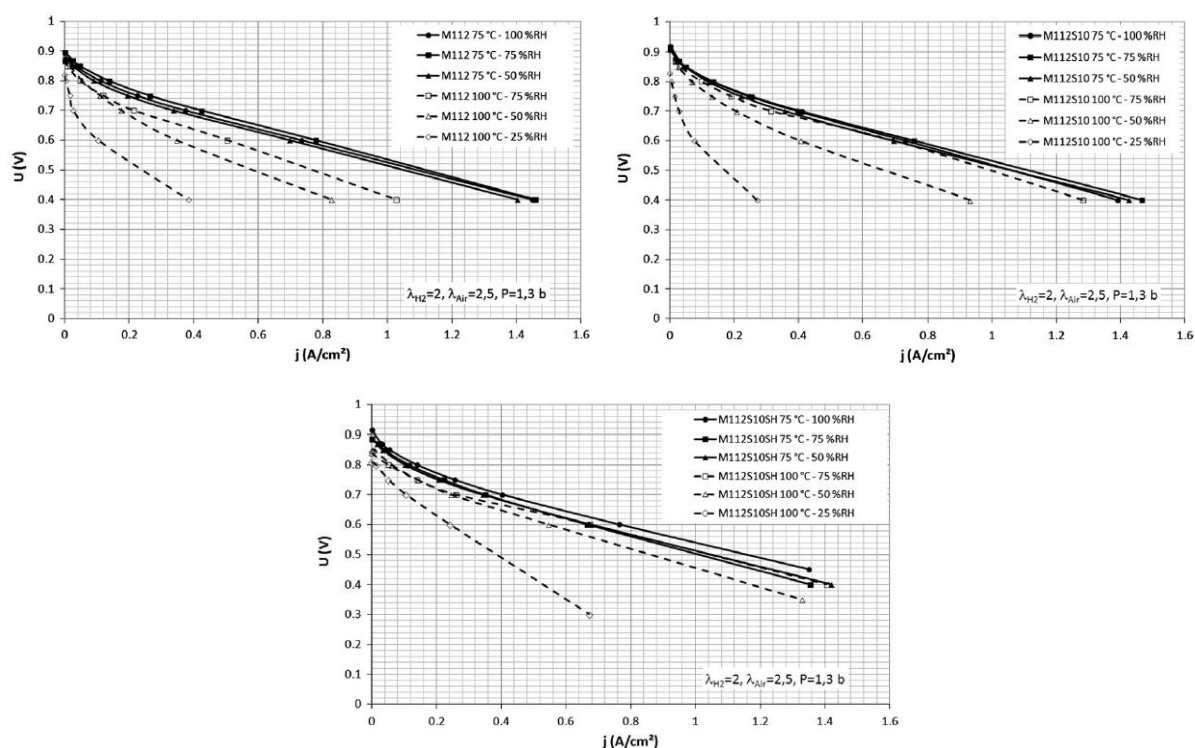 M112 75 °C - 100 %RH
M112 75 °C - 75 %RH
M112 75 °C - 50 %RH
M112 100 °C - 75 %RH
M112 100 °C - 50 %RH
M112 100 °C - 25 %RH
1
0.9
0.8
0.7
0.6
0.5
0.4
0.3
0.2
0.1
0
U (V)
λH2=2, λAir=2,5, P=1,3 b
0 0.2 0.4 0.6 0.8 1 1.2 1.4 1.6
j (A/cm²)
M112S10 75 °C - 100 %RH
M112S10 75 °C - 75 %RH
M112S10 75 °C - 50 %RH
M112S10 100 °C - 75 %RH
M112S10 100 °C - 50 %RH
M112S10 100 °C - 25 %RH
1
0.9
0.8
0.7
0.6
0.5
0.4
0.3
0.2
0.1
0
U (V)
λH2=2, λAir=2,5, P=1,3 b
0 0.2 0.4 0.6 0.8 1 1.2 1.4 1.6
j (A/cm²)
M112S10SH 75 °C - 100 %RH
M112S10SH 75 °C - 75 %RH
M112S10SH 75 °C - 50 %RH
M112S10SH 100 °C - 75 %RH
M112S10SH 100 °C - 50 %RH
M112S10SH 100 °C - 25 %RH
1
0.9
0.8
0.7
0.6
0.5
0.4
0.3
0.2
0.1
0
U (V)
λH2=2, λAir=2,5, P=1,3 b
0 0.2 0.4 0.6 0.8 1 1.2 1.4 1.6
j (A/cm²)